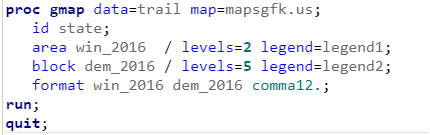 proc gmap data=trail map=mapsgfk.us;
id state;
area win_2016 / levels=2 legend=legend1;
block dem_2016 / levels=5 legend=legend2;
format win_2016 dem_2016 comma12.;
run;
quit;